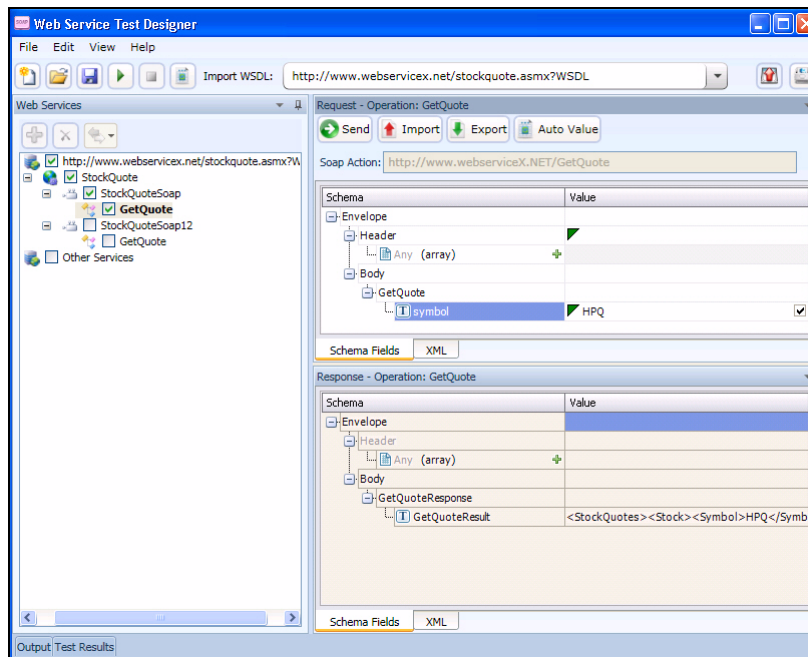 SOAP Web Service Test Designer
File Edit View Help
Import WSDL: http://www.webservicex.net/stockquote.asmx?WSDL
Web Services
http://www.webservicex.net/stockquote.asmx?W
StockQuote
StockQuoteSoap
GetQuote
StockQuoteSoap12
GetQuote
Other Services
Request - Operation: GetQuote
Send Import Export Auto Value
Soap Action: http://www.webserviceX.NET/GetQuote
Schema Value
Envelope
Header
Any (array)
Body
GetQuote
T symbol HPQ
Schema Fields XML
Response - Operation: GetQuote
Schema Value
Envelope
Header
Any (array)
Body
GetQuoteResponse
T GetQuoteResult <StockQuotes><Stock><Symbol>HPQ</Symb
Schema Fields XML
Output Test Results